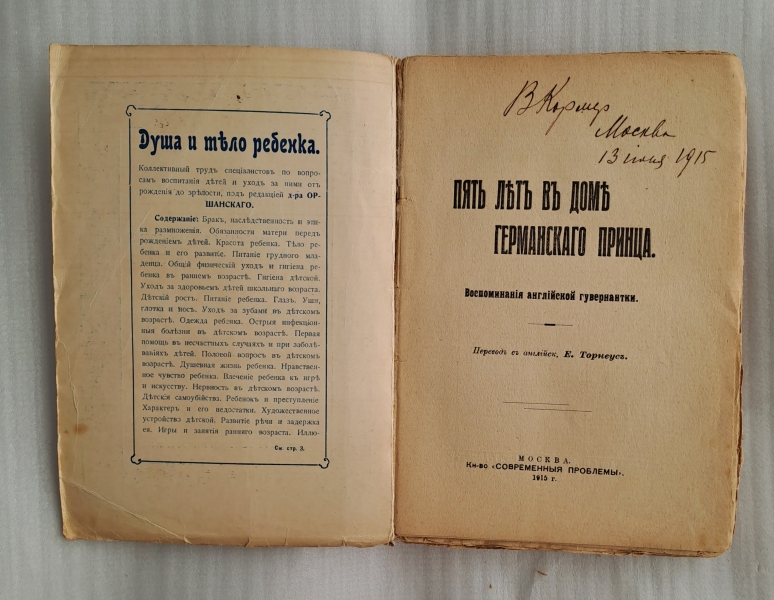 Душа и тѣло ребенка.
Коллективный трудъ спеціалистовъ по вопро-
самъ воспитанія дѣтей и уходъ за ними отъ
рожденія до зрѣлости, подъ редакціей д-ра ОР-
ШАНСКАГО.
Содержаніе: Бракъ, наслѣдственность и эти-
ка размноженія. Обязанности матери передъ
рожденіемъ дѣтей. Красота ребенка. Тѣло ре-
бенка и его развитіе. Питаніе грудного мла-
денца. Общій физическій уходъ и гигіена ре-
бенка въ раннемъ возрастѣ. Гигіена дѣтской.
Уходъ за здоровьемъ дѣтей школьнаго возраста.
Дѣтскій ростъ. Питаніе ребенка. Глазъ. Уши,
глотка и носъ. Уходъ за зубами въ дѣтскомъ
возрастѣ. Одежда ребенка. Острыя инфекціон-
ныя болѣзни въ дѣтскомъ возрастѣ. Первая
помощь въ несчастныхъ случаяхъ и при заболѣ-
ваніяхъ дѣтей. Половой вопросъ въ дѣтскомъ
возрастѣ. Душевная жизнь ребенка. Нравствен-
ное чувство ребенка. Влеченіе ребенка къ игрѣ
и искусству. Нервность въ дѣтскомъ возрастѣ.
Дѣтскія самоубійства. Ребенокъ и преступленіе
Характеръ и его недостатки. Художественное
устройство дѣтской. Развитіе рѣчи и задержка
ея. Игры и занятія ранняго возраста. Иллю-
См. стр. 3.
В Кормер
Москва
13 1915
ПЯТЬ ЛѢТЪ ВЪ ДОМѢ
ГЕРМАНСКАГО ПРИНЦА.
Воспоминанія англійской гувернантки.
Переводъ съ англійск. Е. Торнеусъ.
МОСКВА.
Кн-во «СОВРЕМЕННЫЯ ПРОБЛЕМЫ».
1915 г.